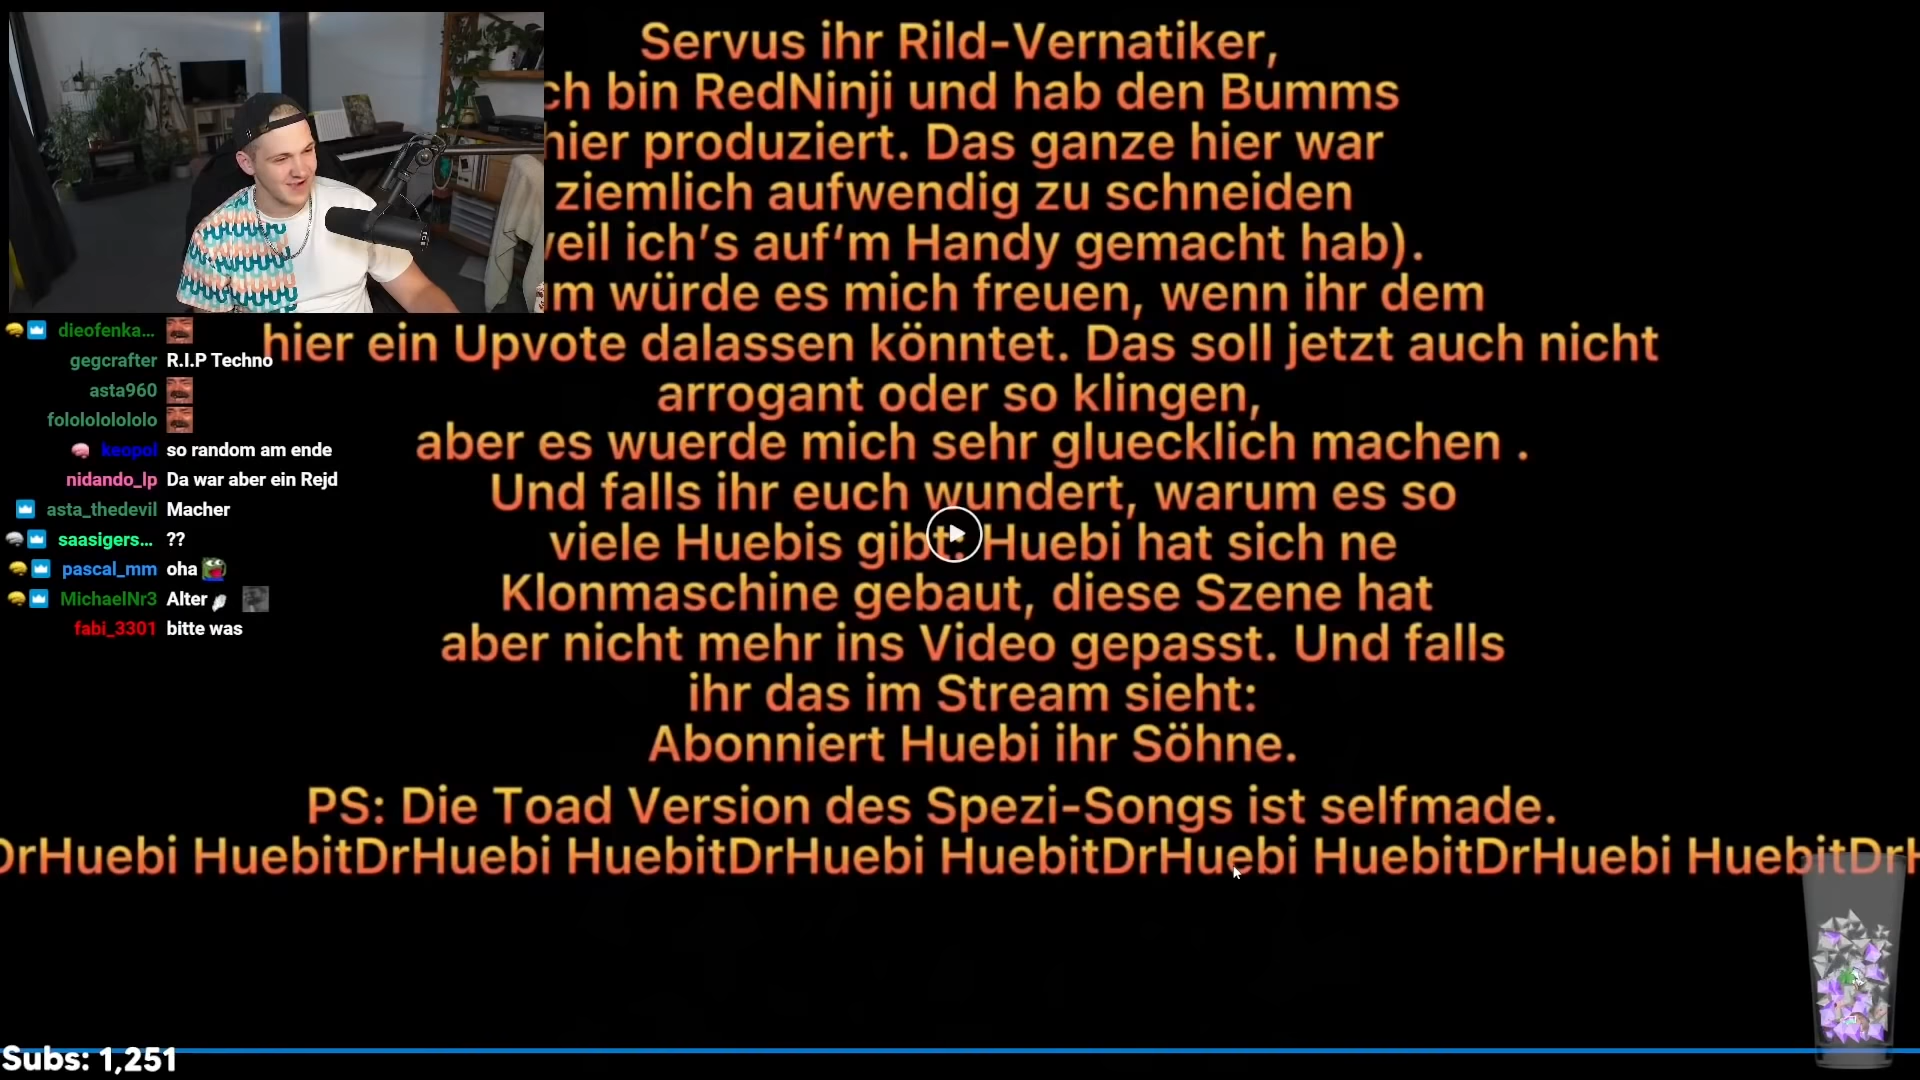 Servus ihr Rild-Vernatiker,
ch bin RedNinji und hab den Bumms
hier produziert. Das ganze hier war
ziemlich aufwendig zu schneiden
weil ich’s auf‘m Handy gemacht hab).
um würde es mich freuen, wenn ihr dem
hier ein Upvote dalassen könntet. Das soll jetzt auch nicht
arrogant oder so klingen,
aber es wuerde mich sehr gluecklich machen .
Und falls ihr euch wundert, warum es so
viele Huebis gibt: Huebi hat sich ne
Klonmaschine gebaut, diese Szene hat
aber nicht mehr ins Video gepasst. Und falls
ihr das im Stream sieht:
Abonniert Huebi ihr Söhne.
PS: Die Toad Version des Spezi-Songs ist selfmade.
DrHuebi HuebitDrHuebi HuebitDrHuebi HuebitDrHuebi HuebitDrHuebi HuebitDrH
dieofenka...
gegcrafter R.I.P Techno
asta960
folololololo
keopol so random am ende
nidando_lp Da war aber ein Rejd
asta_thedevil Macher
saasigers... ??
pascal_mm oha
MichaelNr3 Alter
fabi_3301 bitte was
Subs: 1,251